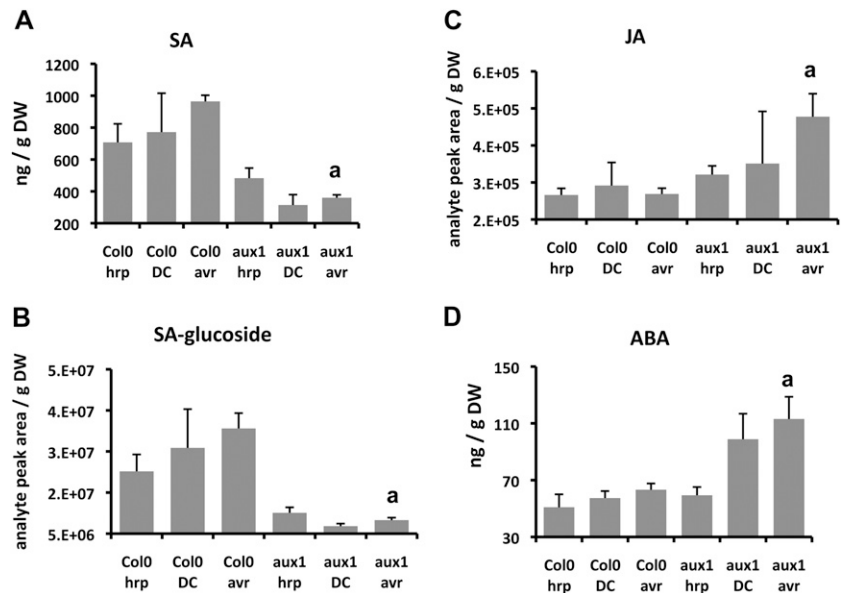 A
SA
ng / g DW
1000
800
600
400
200
a
Col0 hrp
Col0 DC
Col0 avr
aux1 hrp
aux1 DC
aux1 avr
B
SA-glucoside
analyte peak area / g DW
5.E+07
4.E+07
3.E+07
2.E+07
5.E+06
a
Col0 hrp
Col0 DC
Col0 avr
aux1 hrp
aux1 DC
aux1 avr
C
JA
analyte peak area / g DW
6.E+05
5.E+05
4.E+05
3.E+05
2.E+05
a
Col0 hrp
Col0 DC
Col0 avr
aux1 hrp
aux1 DC
aux1 avr
D
ABA
ng / g DW
150
110
70
30
a
Col0 hrp
Col0 DC
Col0 avr
aux1 hrp
aux1 DC
aux1 avr